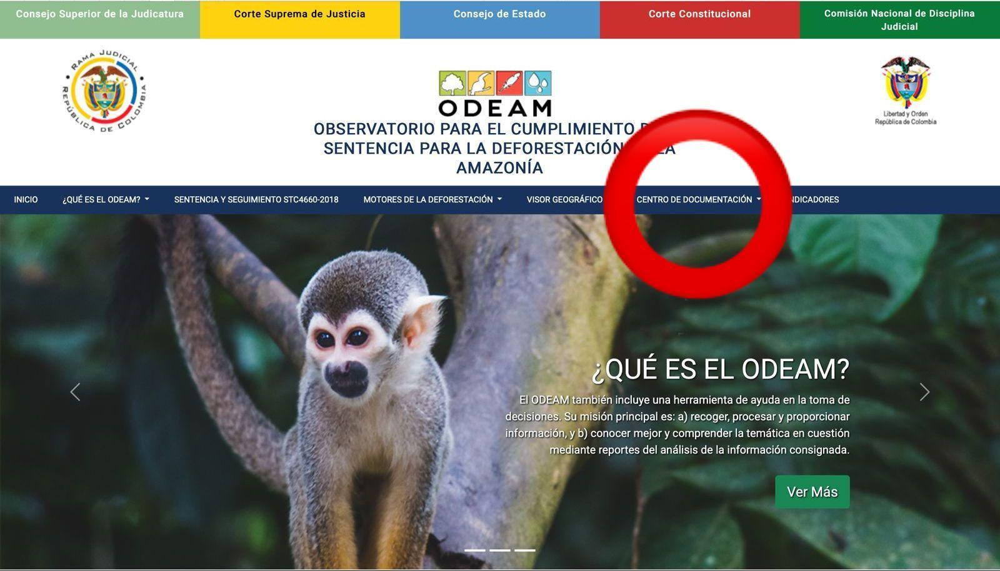 Consejo Superior de la Judicatura
Corte Suprema de Justicia
Consejo de Estado
Corte Constitucional
Comisión Nacional de Disciplina
Judicial
RAMA JUDICIAL
REPÚBLICA DE COLOMBIA
ODEAM
OBSERVATORIO PARA EL CUMPLIMIENTO
SENTENCIA PARA LA DEFORESTACIÓN
AMAZONÍA
Libertad y Orden
República de Colombia
INICIO
¿QUÉ ES EL ODEAM?
SENTENCIA Y SEGUIMIENTO STC4660-2018
MOTORES DE LA DEFORESTACIÓN
VISOR GEOGRÁFICO
CENTRO DE DOCUMENTACIÓN
NDICADORES
¿QUÉ ES EL ODEAM?
El ODEAM también incluye una herramienta de ayuda en la toma de
decisiones. Su misión principal es: a) recoger, procesar y proporcionar
información, y b) conocer mejor y comprender la temática en cuestión
mediante reportes del análisis de la información consignada.
Ver Más